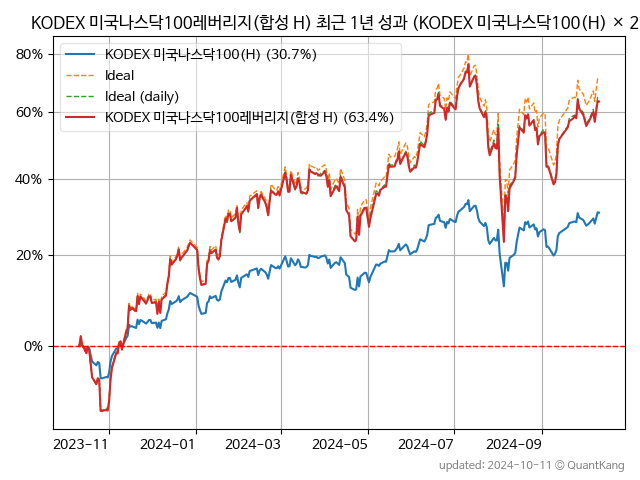 KODEX 미국나스닥100레버리지(합성 H) 최근 1년 성과 (KODEX 미국나스닥100(H) × 2
80%
60%
40%
20%
0%
KODEX 미국나스닥100(H) (30.7%)
Ideal
Ideal (daily)
KODEX 미국나스닥100레버리지(합성 H) (63.4%)
2023-11
2024-01
2024-03
2024-05
2024-07
2024-09
updated: 2024-10-11 © QuantKang